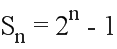 Sₙ = 2ⁿ - 1